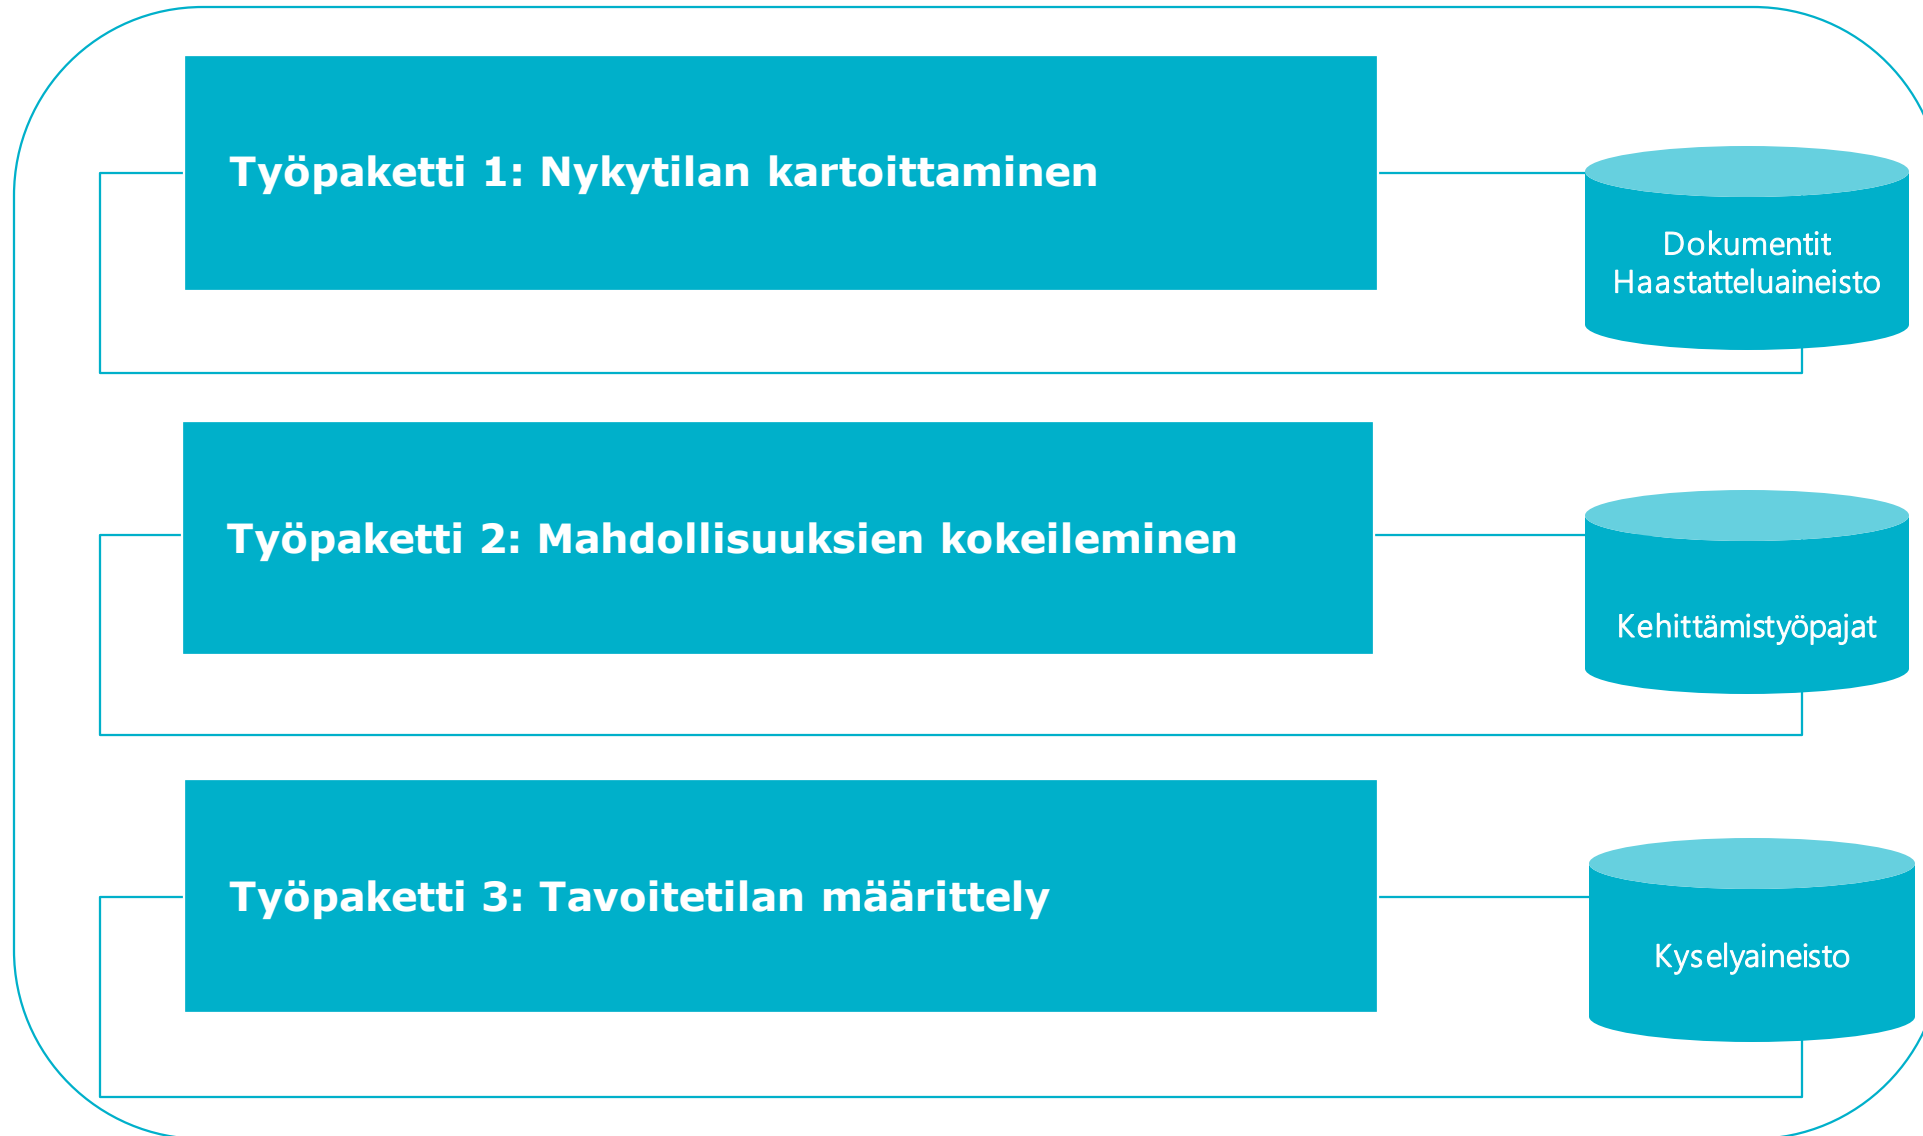 Työpaketti 1: Nykytilan kartoittaminen
Dokumentit
Haastatteluaineisto
Työpaketti 2: Mahdollisuuksien kokeileminen
Kehittämistyöpajat
Työpaketti 3: Tavoitetilan määrittely
Kyselyaineisto